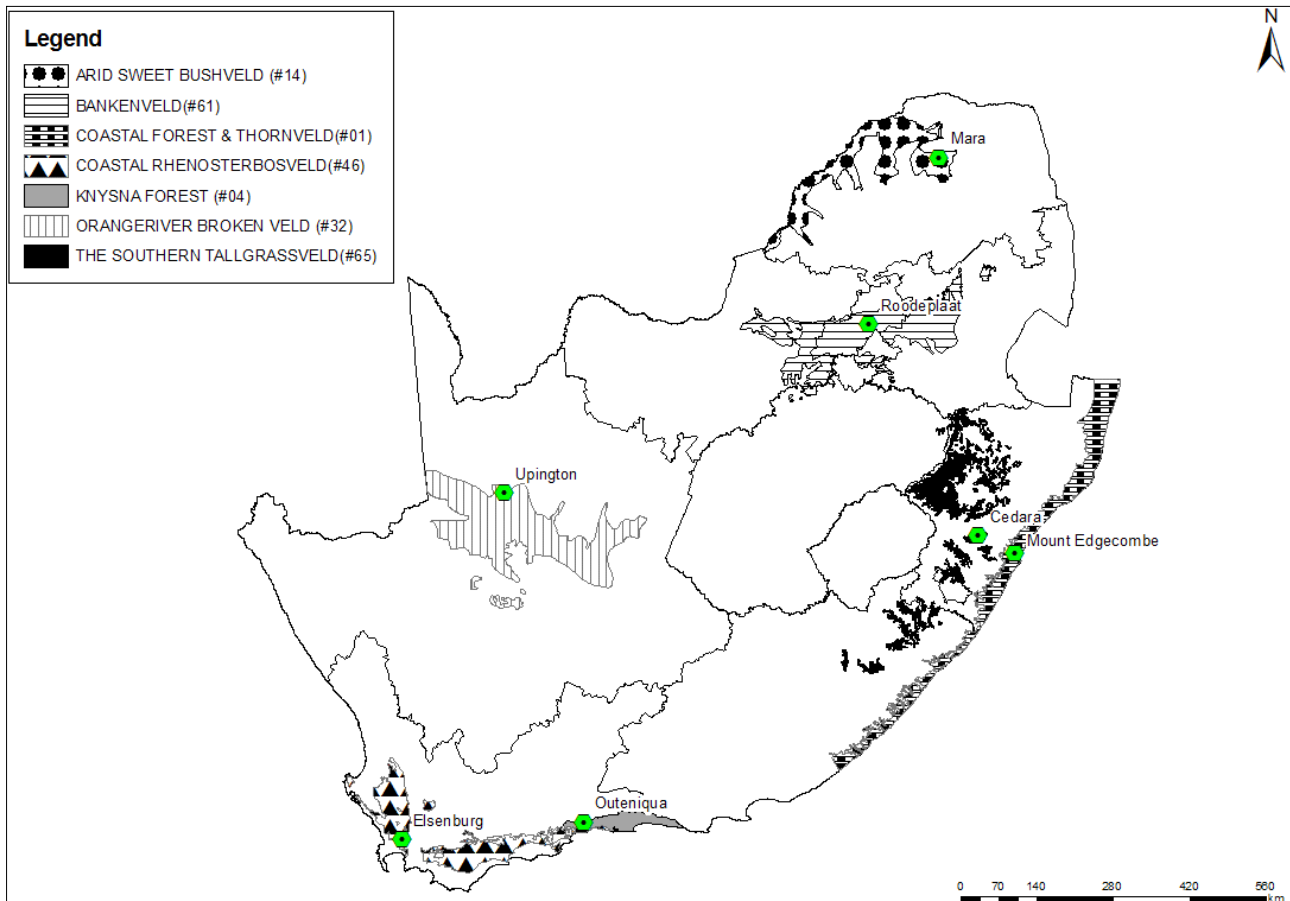 Legend
ARID SWEET BUSHVELD (#14)
BANKENVELD(#61)
COASTAL FOREST & THORNVELD(#01)
COASTAL RHENOSTERBOSVELD(#46)
KNYSNA FOREST (#04)
ORANGERIVER BROKEN VELD (#32)
THE SOUTHERN TALLGRASSVELD(#65)
N
Mara
Roodeplaat
Upington
Cedara
Mount Edgecombe
Outeniqua
Elsenburg
0 70 140 280 420 560
km